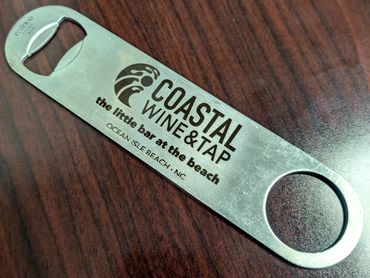 COASTAL
WINE&TAP
the little bar at the beach
OCEAN ISLE BEACH, NC